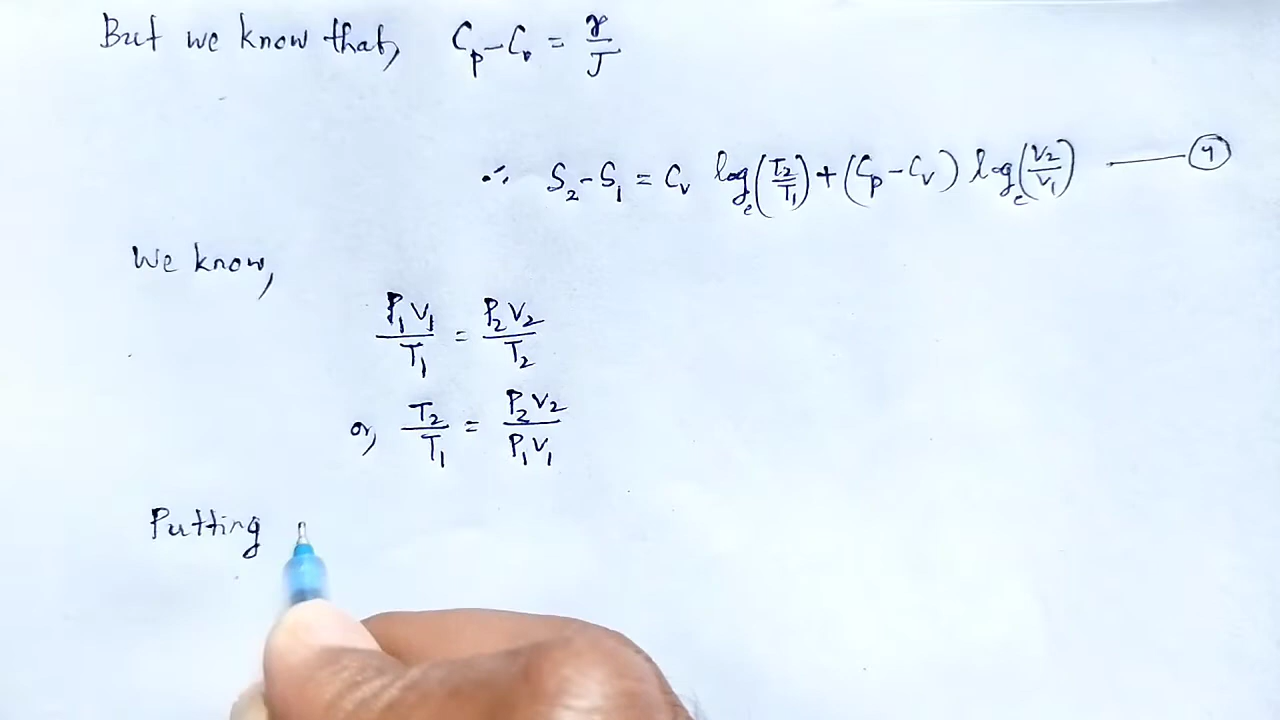 But we know that, Cp-Cv = r/J
∴ S2-S1 = Cv loge(T2/T1) + (Cp-Cv) loge(V2/V1) —— 4
We know,
P1V1/T1 = P2V2/T2
or, T2/T1 = P2V2/P1V1
Putting